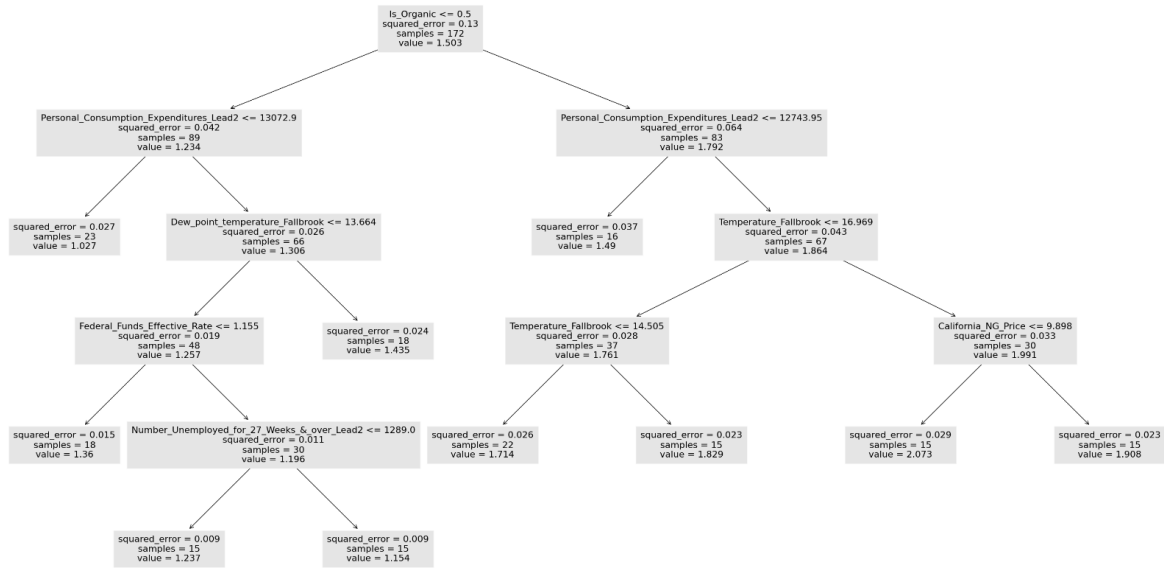 Is_Organic <= 0.5
squared_error = 0.13
samples = 172
value = 1.503
Personal_Consumption_Expenditures_Lead2 <= 13072.9
squared_error = 0.042
samples = 89
value = 1.234
Personal_Consumption_Expenditures_Lead2 <= 12743.95
squared_error = 0.064
samples = 83
value = 1.792
squared_error = 0.027
samples = 23
value = 1.027
Dew_point_temperature_Fallbrook <= 13.664
squared_error = 0.026
samples = 66
value = 1.306
squared_error = 0.037
samples = 16
value = 1.49
Temperature_Fallbrook <= 16.969
squared_error = 0.043
samples = 67
value = 1.864
Federal_Funds_Effective_Rate <= 1.155
squared_error = 0.019
samples = 48
value = 1.257
squared_error = 0.024
samples = 18
value = 1.435
Temperature_Fallbrook <= 14.505
squared_error = 0.028
samples = 37
value = 1.761
California_NG_Price <= 9.898
squared_error = 0.033
samples = 30
value = 1.991
squared_error = 0.015
samples = 18
value = 1.36
Number_Unemployed_for_27_Weeks_&_over_Lead2 <= 1289.0
squared_error = 0.011
samples = 30
value = 1.196
squared_error = 0.026
samples = 22
value = 1.714
squared_error = 0.023
samples = 15
value = 1.829
squared_error = 0.029
samples = 15
value = 2.073
squared_error = 0.023
samples = 15
value = 1.908
squared_error = 0.009
samples = 15
value = 1.237
squared_error = 0.009
samples = 15
value = 1.154